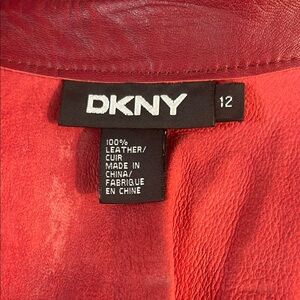 DKNY 12
100%
LEATHER/
CUIR
MADE IN
CHINA/
FABRIQUE
EN CHINE